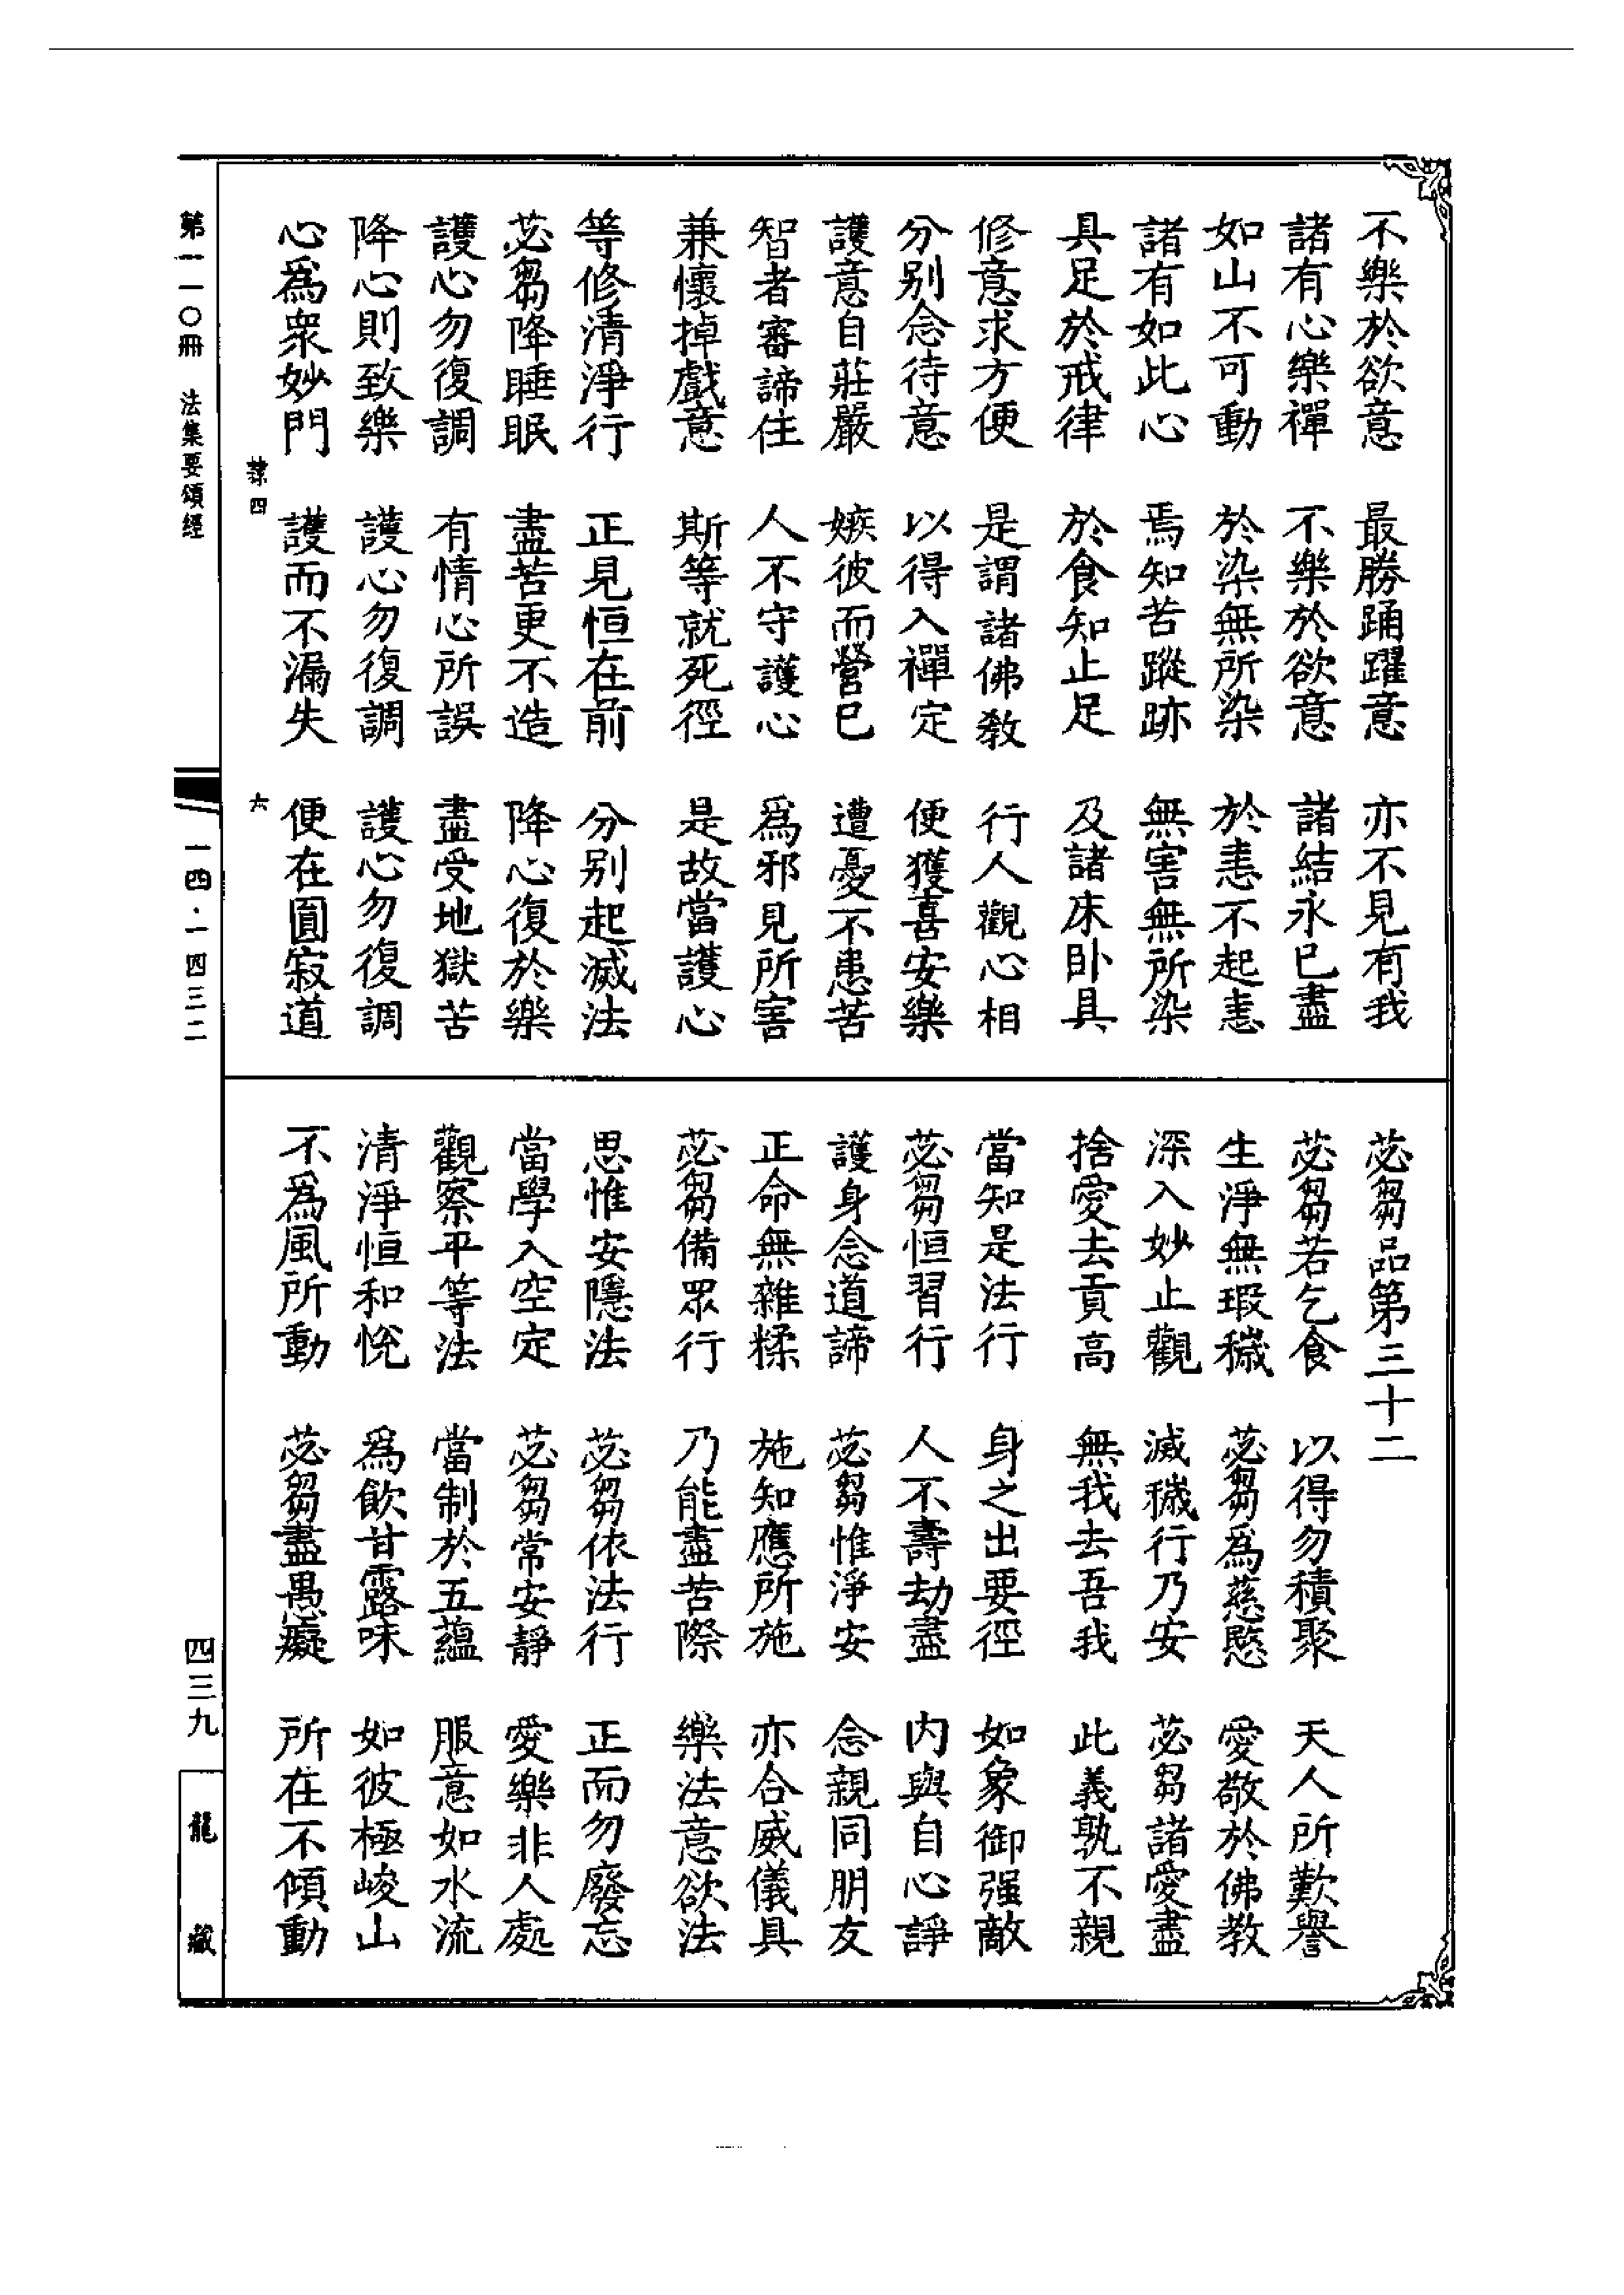 不樂於欲意　最勝踊躍意　亦不見有我
諸有心樂禪　不樂於欲意　諸結永已盡
如山不可動　於染無所染　於恚不起恚
諸有如此心　焉知苦蹤跡　無害無所染
具足於戒律　於食知止足　及諸床卧具
修意求方便　是謂諸佛教　行人觀心相
分别念待意　以得入禪定　便獲喜安樂
護意自莊嚴　嫉彼而營已　遭憂不患苦
智者審諦住　人不守護心　爲邪見所害
兼懷掉戲意　斯等就死徑　是故當護心
等修清淨行　正見恒在前　分别起滅法
苾芻降睡眠　盡苦更不造　降心復於樂
護心勿復調　有情心所誤　盡受地獄苦
降心則致樂　護心勿復調　護心勿復調
心爲衆妙門　護而不漏失　便在圓寂道
苾芻品第三十二
苾芻若乞食　以得勿積聚　天人所歎譽
生淨無瑕穢　苾芻爲慈愍　愛敬於佛教
深入妙止觀　滅穢行乃安　苾芻諸愛盡
捨愛去貢高　無我去吾我　此義孰不親
當知是法行　身之出要徑　如象御强敵
苾芻恒習行　人不壽劫盡　内與自心諍
護身念道諦　苾芻惟淨安　念親同朋友
正命無雜糅　施知應所施　亦合威儀具
苾芻備眾行　乃能盡苦際　樂法意欲法
思惟安隱法　苾芻依法行　正而勿廢忘
當學入空定　苾芻常安靜　愛樂非人處
觀察平等法　當制於五蘊　服意如水流
清淨恒和悅　爲飲甘露味　如彼極峻山
不爲風所動　苾芻盡愚癡　所在不傾動
隸四　六
第一一〇冊　法集要頌經
一四·一四三二
四三九
龍藏